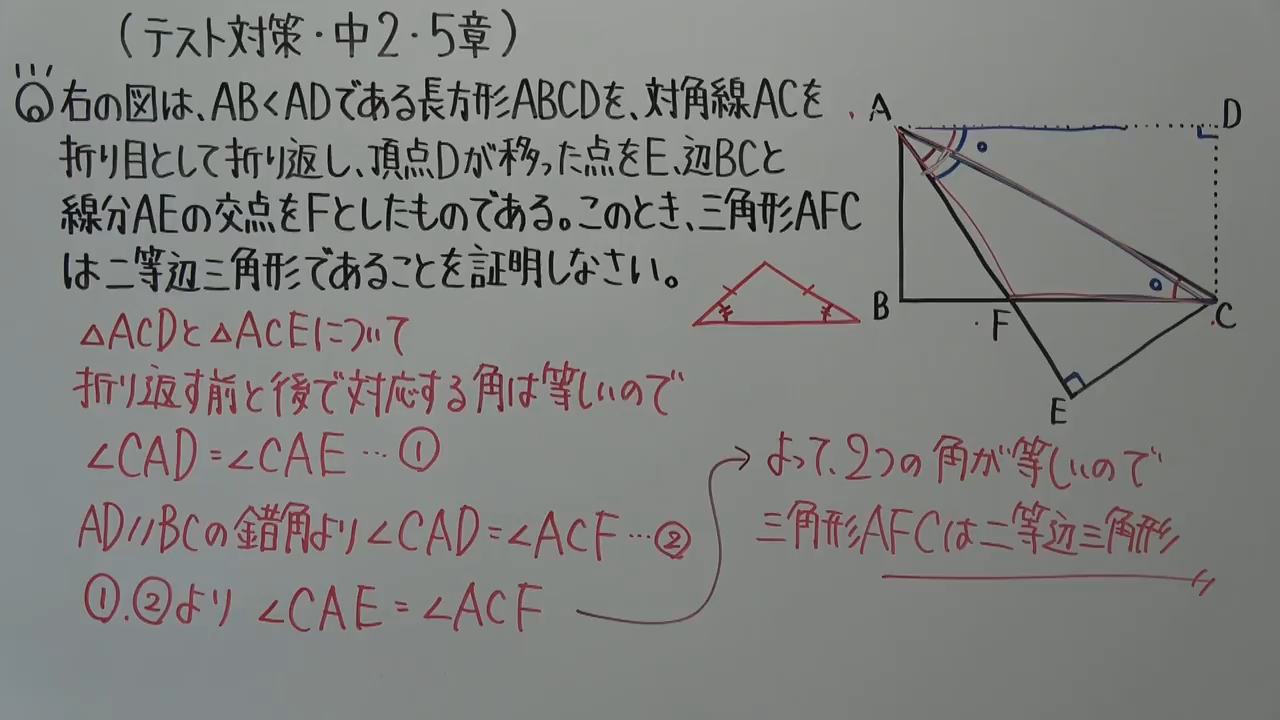 (テスト対策・中2・5章)
右の図は、AB<ADである長方形ABCDを、対角線ACを
折り目として折り返し、頂点Dが移った点をE、辺BCと
線分AEの交点をFとしたものである。このとき、三角形AFC
は二等辺三角形であることを証明しなさい。
△ACDと△ACEについて
折り返す前と後で対応する角は等しいので
∠CAD=∠CAE…①
AD//BCの錯角より∠CAD=∠ACF…②
①.②より ∠CAE=∠ACF
よって、2つの角が等しいので
三角形AFCは二等辺三角形
A
D
B
F
C
E